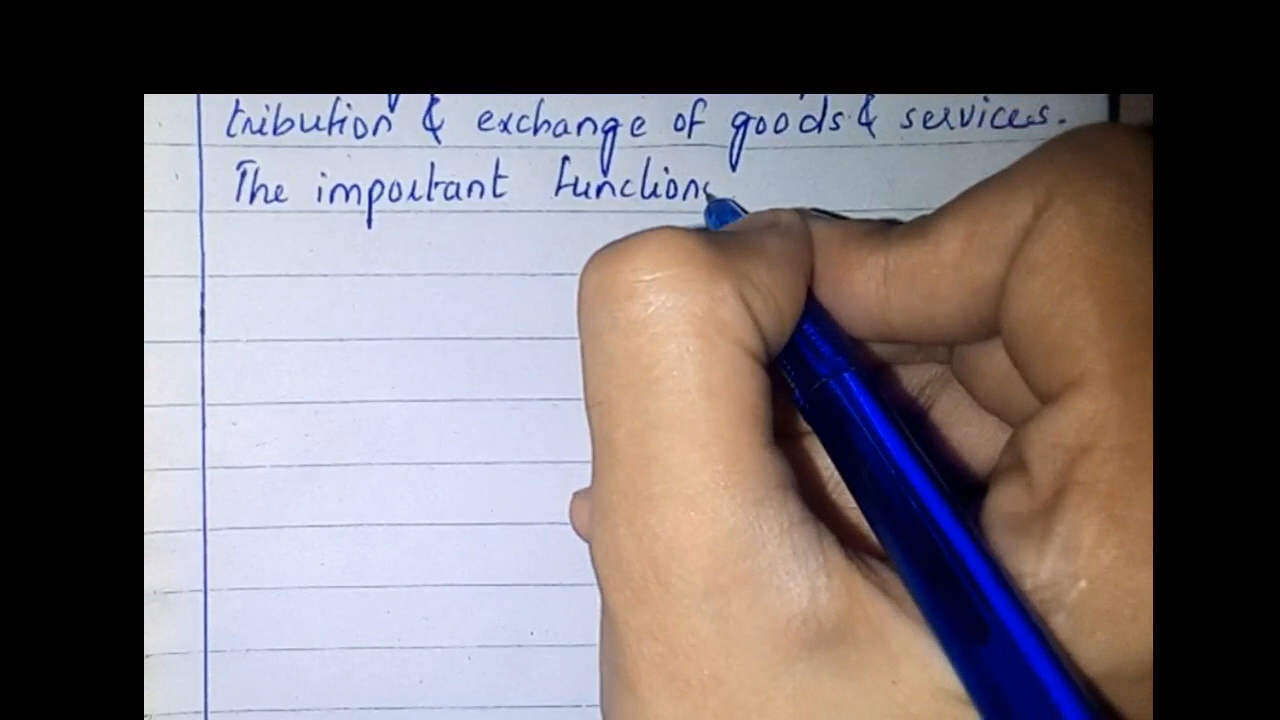 tribution & exchange of goods & services.
The important functions